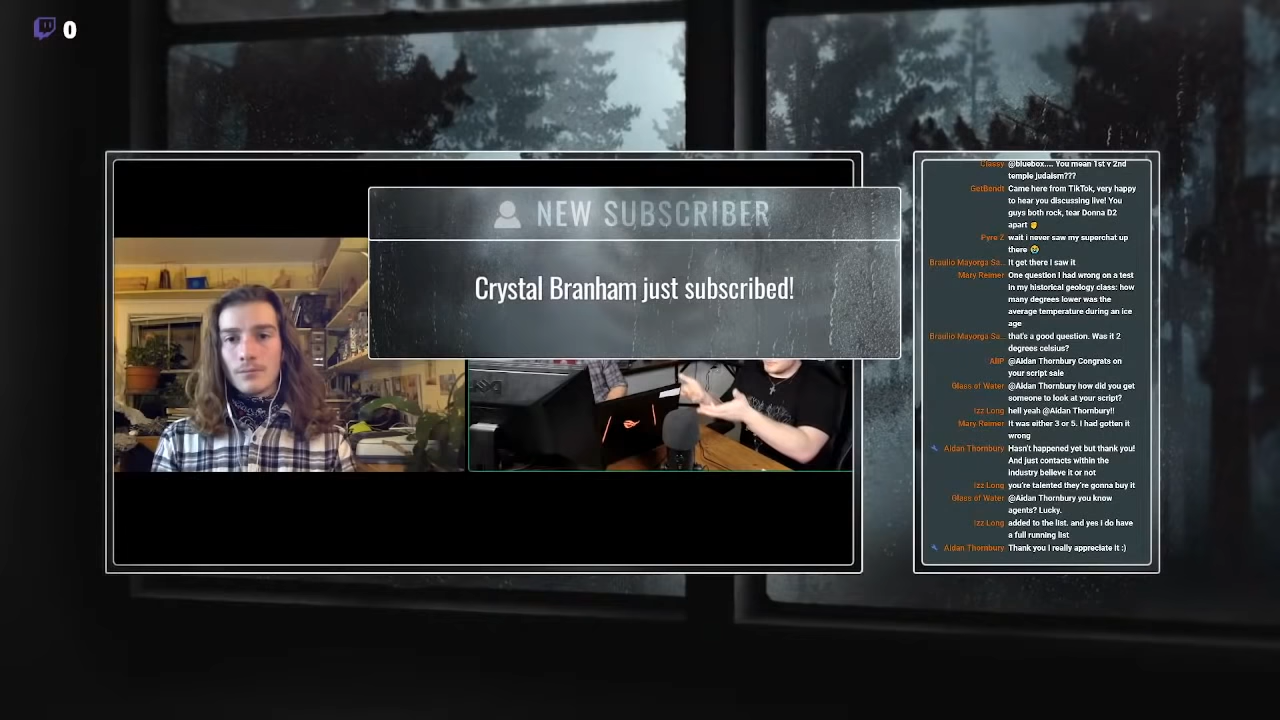 0
NEW SUBSCRIBER
Crystal Branham just subscribed!
Classy @bluebox.... You mean 1st v 2nd
temple judaism???
GetBendt Came here from TikTok, very happy
to hear you discussing live! You
guys both rock, tear Donna D2
apart ✊
Pyre Z wait i never saw my superchat up
there 😢
Braulio Mayorga Sa... It get there I saw it
Mary Reimer One question I had wrong on a test
in my historical geology class: how
many degrees lower was the
average temperature during an ice
age
Braulio Mayorga Sa... that's a good question. Was it 2
degrees celsius?
@Aidan Thornbury Congrats on
your script sale
Glass of Water @Aidan Thornbury how did you get
someone to look at your script?
Izz Long hell yeah @Aidan Thornbury!!
Mary Reimer It was either 3 or 5. I had gotten it
wrong
Aidan Thornbury Hasn't happened yet but thank you!
And just contacts within the
industry believe it or not
Izz Long you're talented they're gonna buy it
Glass of Water @Aidan Thornbury you know
agents? Lucky.
Izz Long added to the list. and yes i do have
a full running list
Aidan Thornbury Thank you I really appreciate it :)